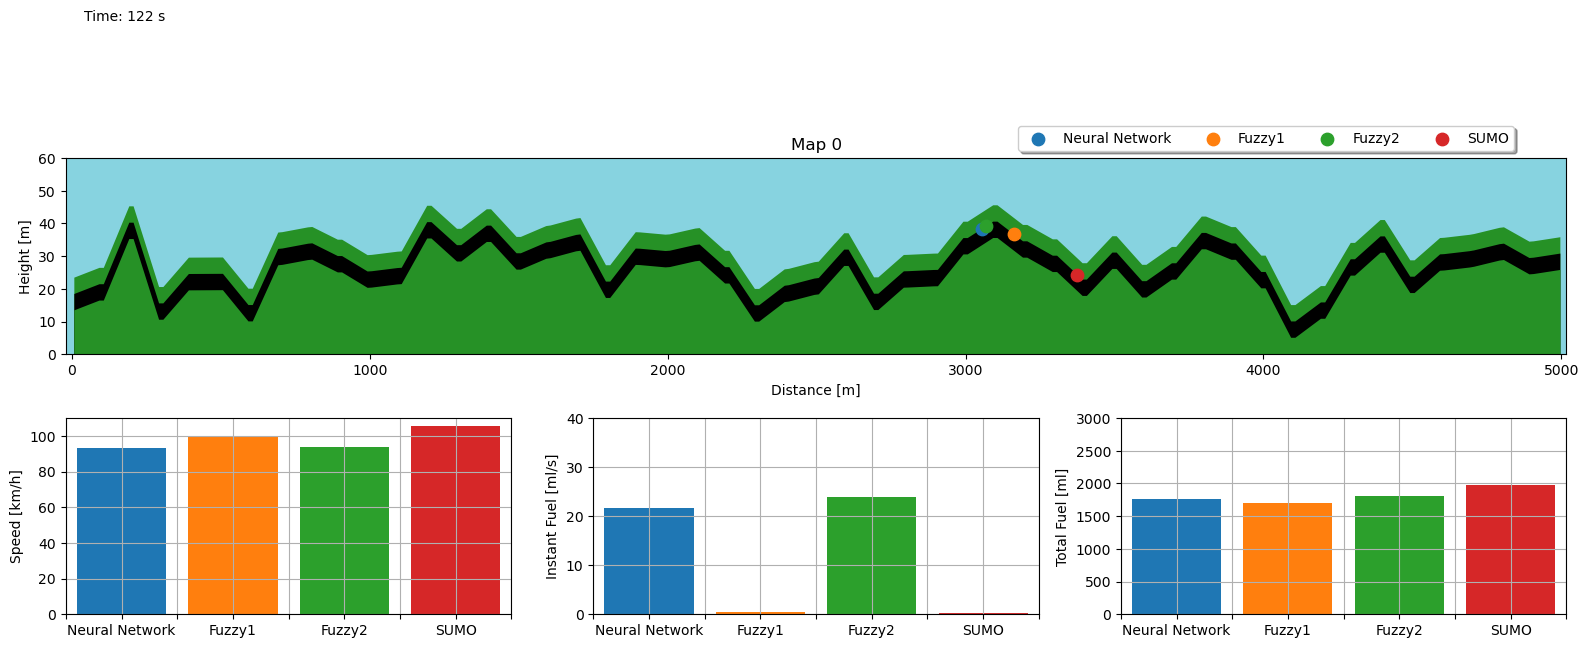 Time: 122 s
Neural Network Fuzzy1 Fuzzy2 SUMO
Map 0
Height [m]
60
50
40
30
20
10
0
0 1000 2000 3000 4000 5000
Distance [m]
Speed [km/h]
100
80
60
40
20
0
Neural Network Fuzzy1 Fuzzy2 SUMO
Instant Fuel [ml/s]
40
30
20
10
0
Neural Network Fuzzy1 Fuzzy2 SUMO
Total Fuel [ml]
3000
2500
2000
1500
1000
500
0
Neural Network Fuzzy1 Fuzzy2 SUMO